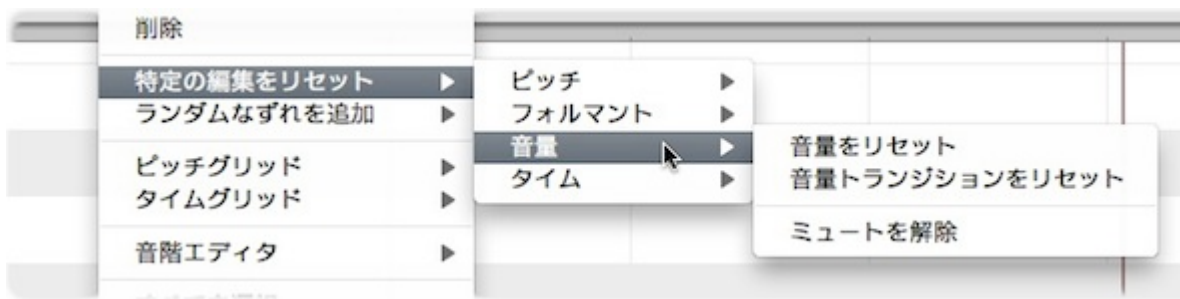 削除
特定の編集をリセット
ランダムなずれを追加
ピッチグリッド
タイムグリッド
音階エディタ
ピッチ
フォルマント
音量
タイム
音量をリセット
音量トランジションをリセット
ミュートを解除